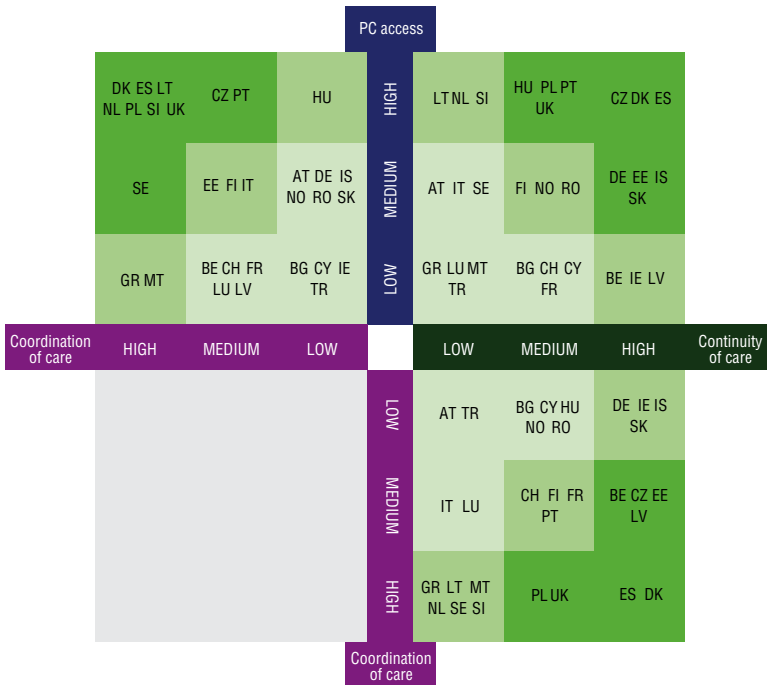 PC access
DK ES LT
NL PL SI UK
CZ PT
HU
HIGH
LT NL SI
HU PL PT
UK
CZ DK ES
SE
EE FI IT
AT DE IS
NO RO SK
MEDIUM
AT IT SE
FI NO RO
DE EE IS
SK
GR MT
BE CH FR
LU LV
BG CY IE
TR
LOW
GR LU MT
TR
BG CH CY
FR
BE IE LV
Coordination
of care
HIGH
MEDIUM
LOW
LOW
MEDIUM
HIGH
Continuity
of care
LOW
AT TR
BG CY HU
NO RO
DE IE IS
SK
MEDIUM
IT LU
CH FI FR
PT
BE CZ EE
LV
HIGH
GR LT MT
NL SE SI
PL UK
ES DK
Coordination
of care